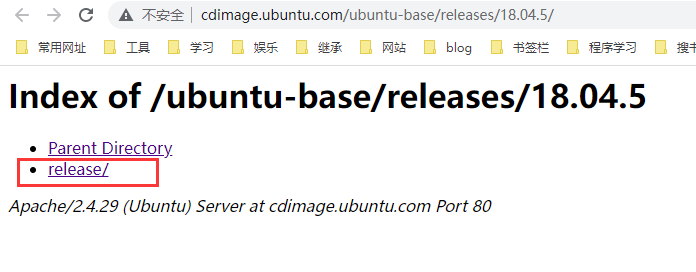 不安全 | cdimage.ubuntu.com/ubuntu-base/releases/18.04.5/
常用网址 工具 学习 娱乐 继承 网站 blog 书签栏 程序学习 搜书
Index of /ubuntu-base/releases/18.04.5
• Parent Directory
• release/
Apache/2.4.29 (Ubuntu) Server at cdimage.ubuntu.com Port 80